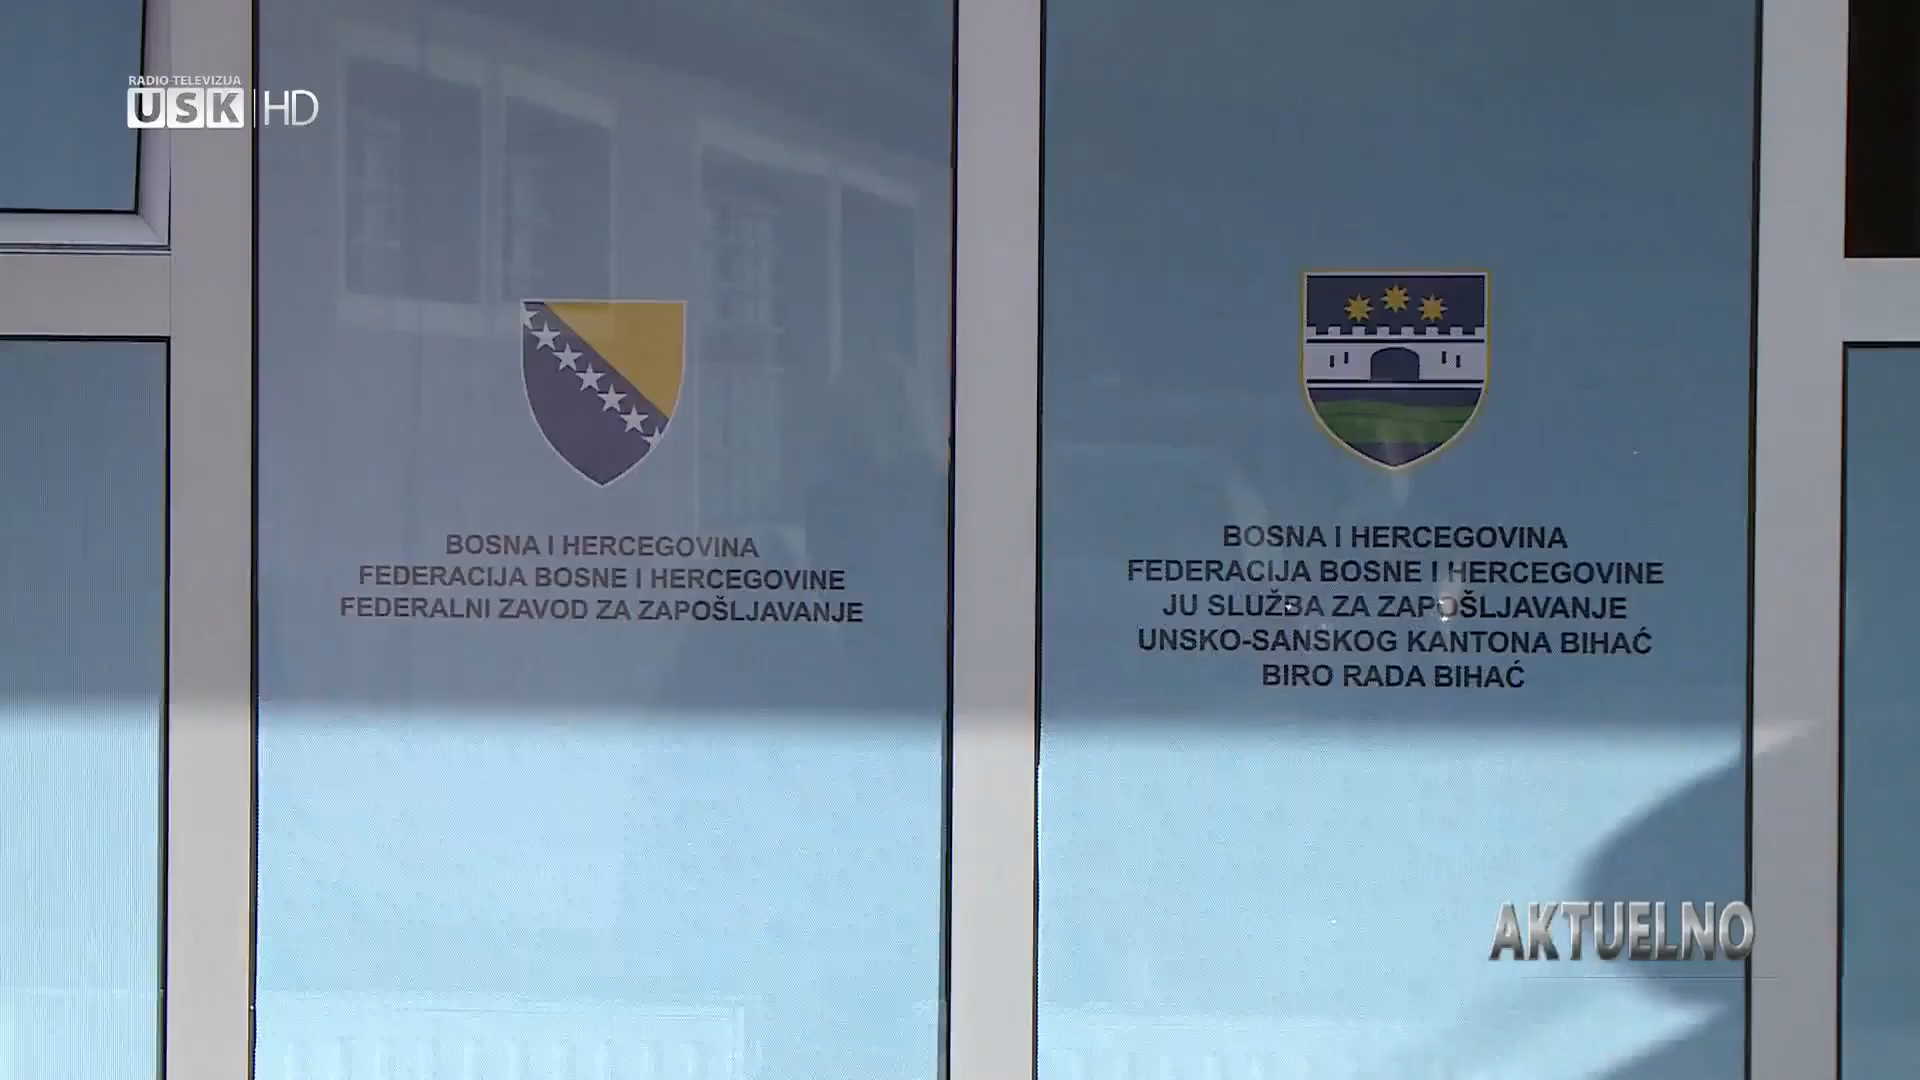 RADIO-TELEVIZIJA
USK HD
BOSNA I HERCEGOVINA
FEDERACIJA BOSNE I HERCEGOVINE
FEDERALNI ZAVOD ZA ZAPOŠLJAVANJE
BOSNA I HERCEGOVINA
FEDERACIJA BOSNE I HERCEGOVINE
JU SLUŽBA ZA ZAPOŠLJAVANJE
UNSKO-SANSKOG KANTONA BIHAĆ
BIRO RADA BIHAĆ
AKTUELNO